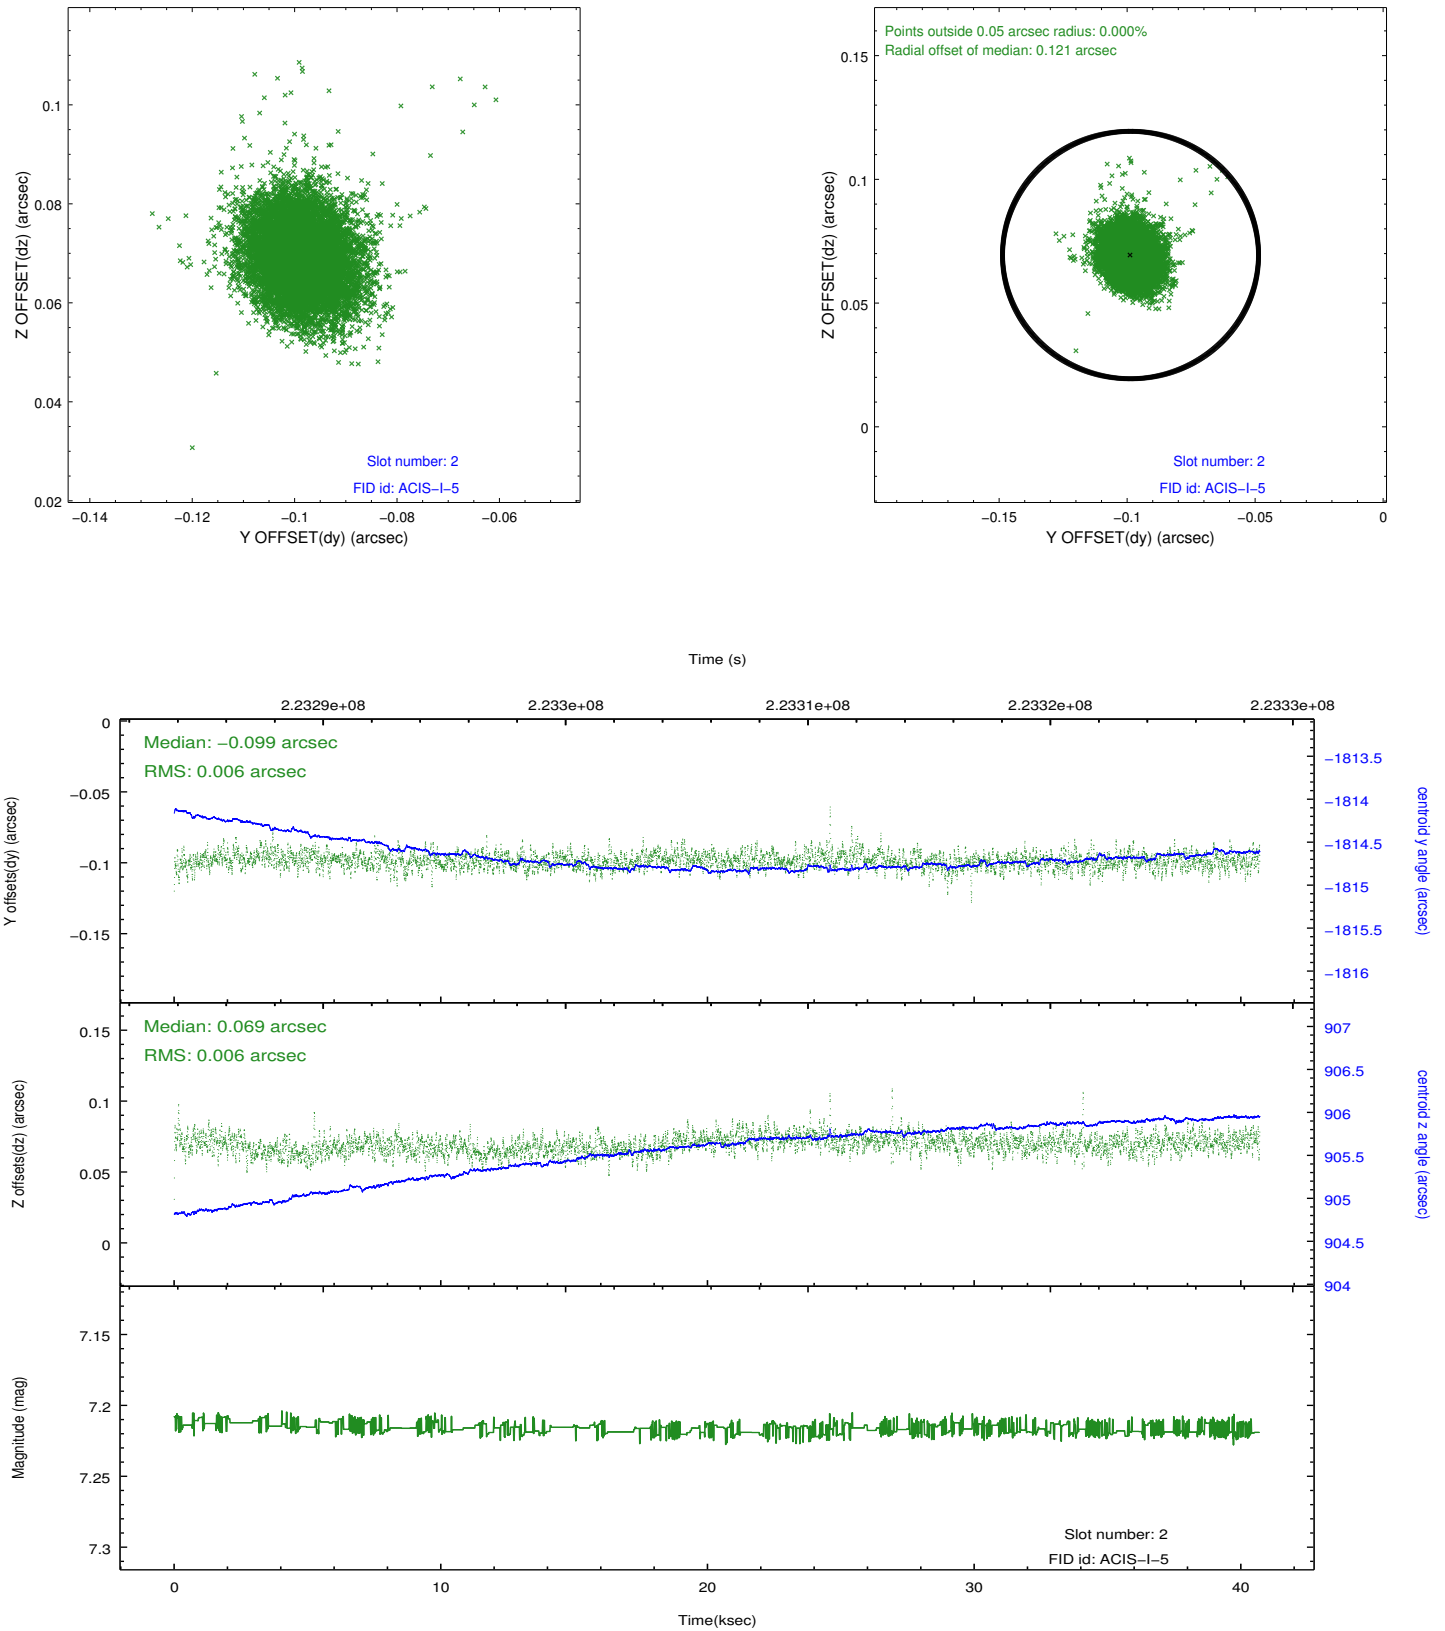 Z OFFSET(dz) (arcsec)
0.1
0.08
0.06
0.04
0.02
Slot number: 2
FID id: ACIS−I−5
−0.14 −0.12 −0.1 −0.08 −0.06
Y OFFSET(dy) (arcsec)
Points outside 0.05 arcsec radius: 0.000%
Radial offset of median: 0.121 arcsec
Z OFFSET(dz) (arcsec)
0.15
0.1
0.05
0
Slot number: 2
FID id: ACIS−I−5
−0.15 −0.1 −0.05 0
Y OFFSET(dy) (arcsec)
Time (s)
2.2329e+08 2.233e+08 2.2331e+08 2.2332e+08 2.2333e+08
Median: −0.099 arcsec
RMS: 0.006 arcsec
Y offsets(dy) (arcsec)
0
−0.05
−0.1
−0.15
−1813.5
−1814
−1814.5
−1815
−1815.5
−1816
centroid y angle (arcsec)
Median: 0.069 arcsec
RMS: 0.006 arcsec
Z offsets(dz) (arcsec)
0.15
0.1
0.05
0
907
906.5
906
905.5
905
904.5
904
centroid z angle (arcsec)
Magnitude (mag)
7.15
7.2
7.25
7.3
Slot number: 2
FID id: ACIS−I−5
0 10 20 30 40
Time(ksec)